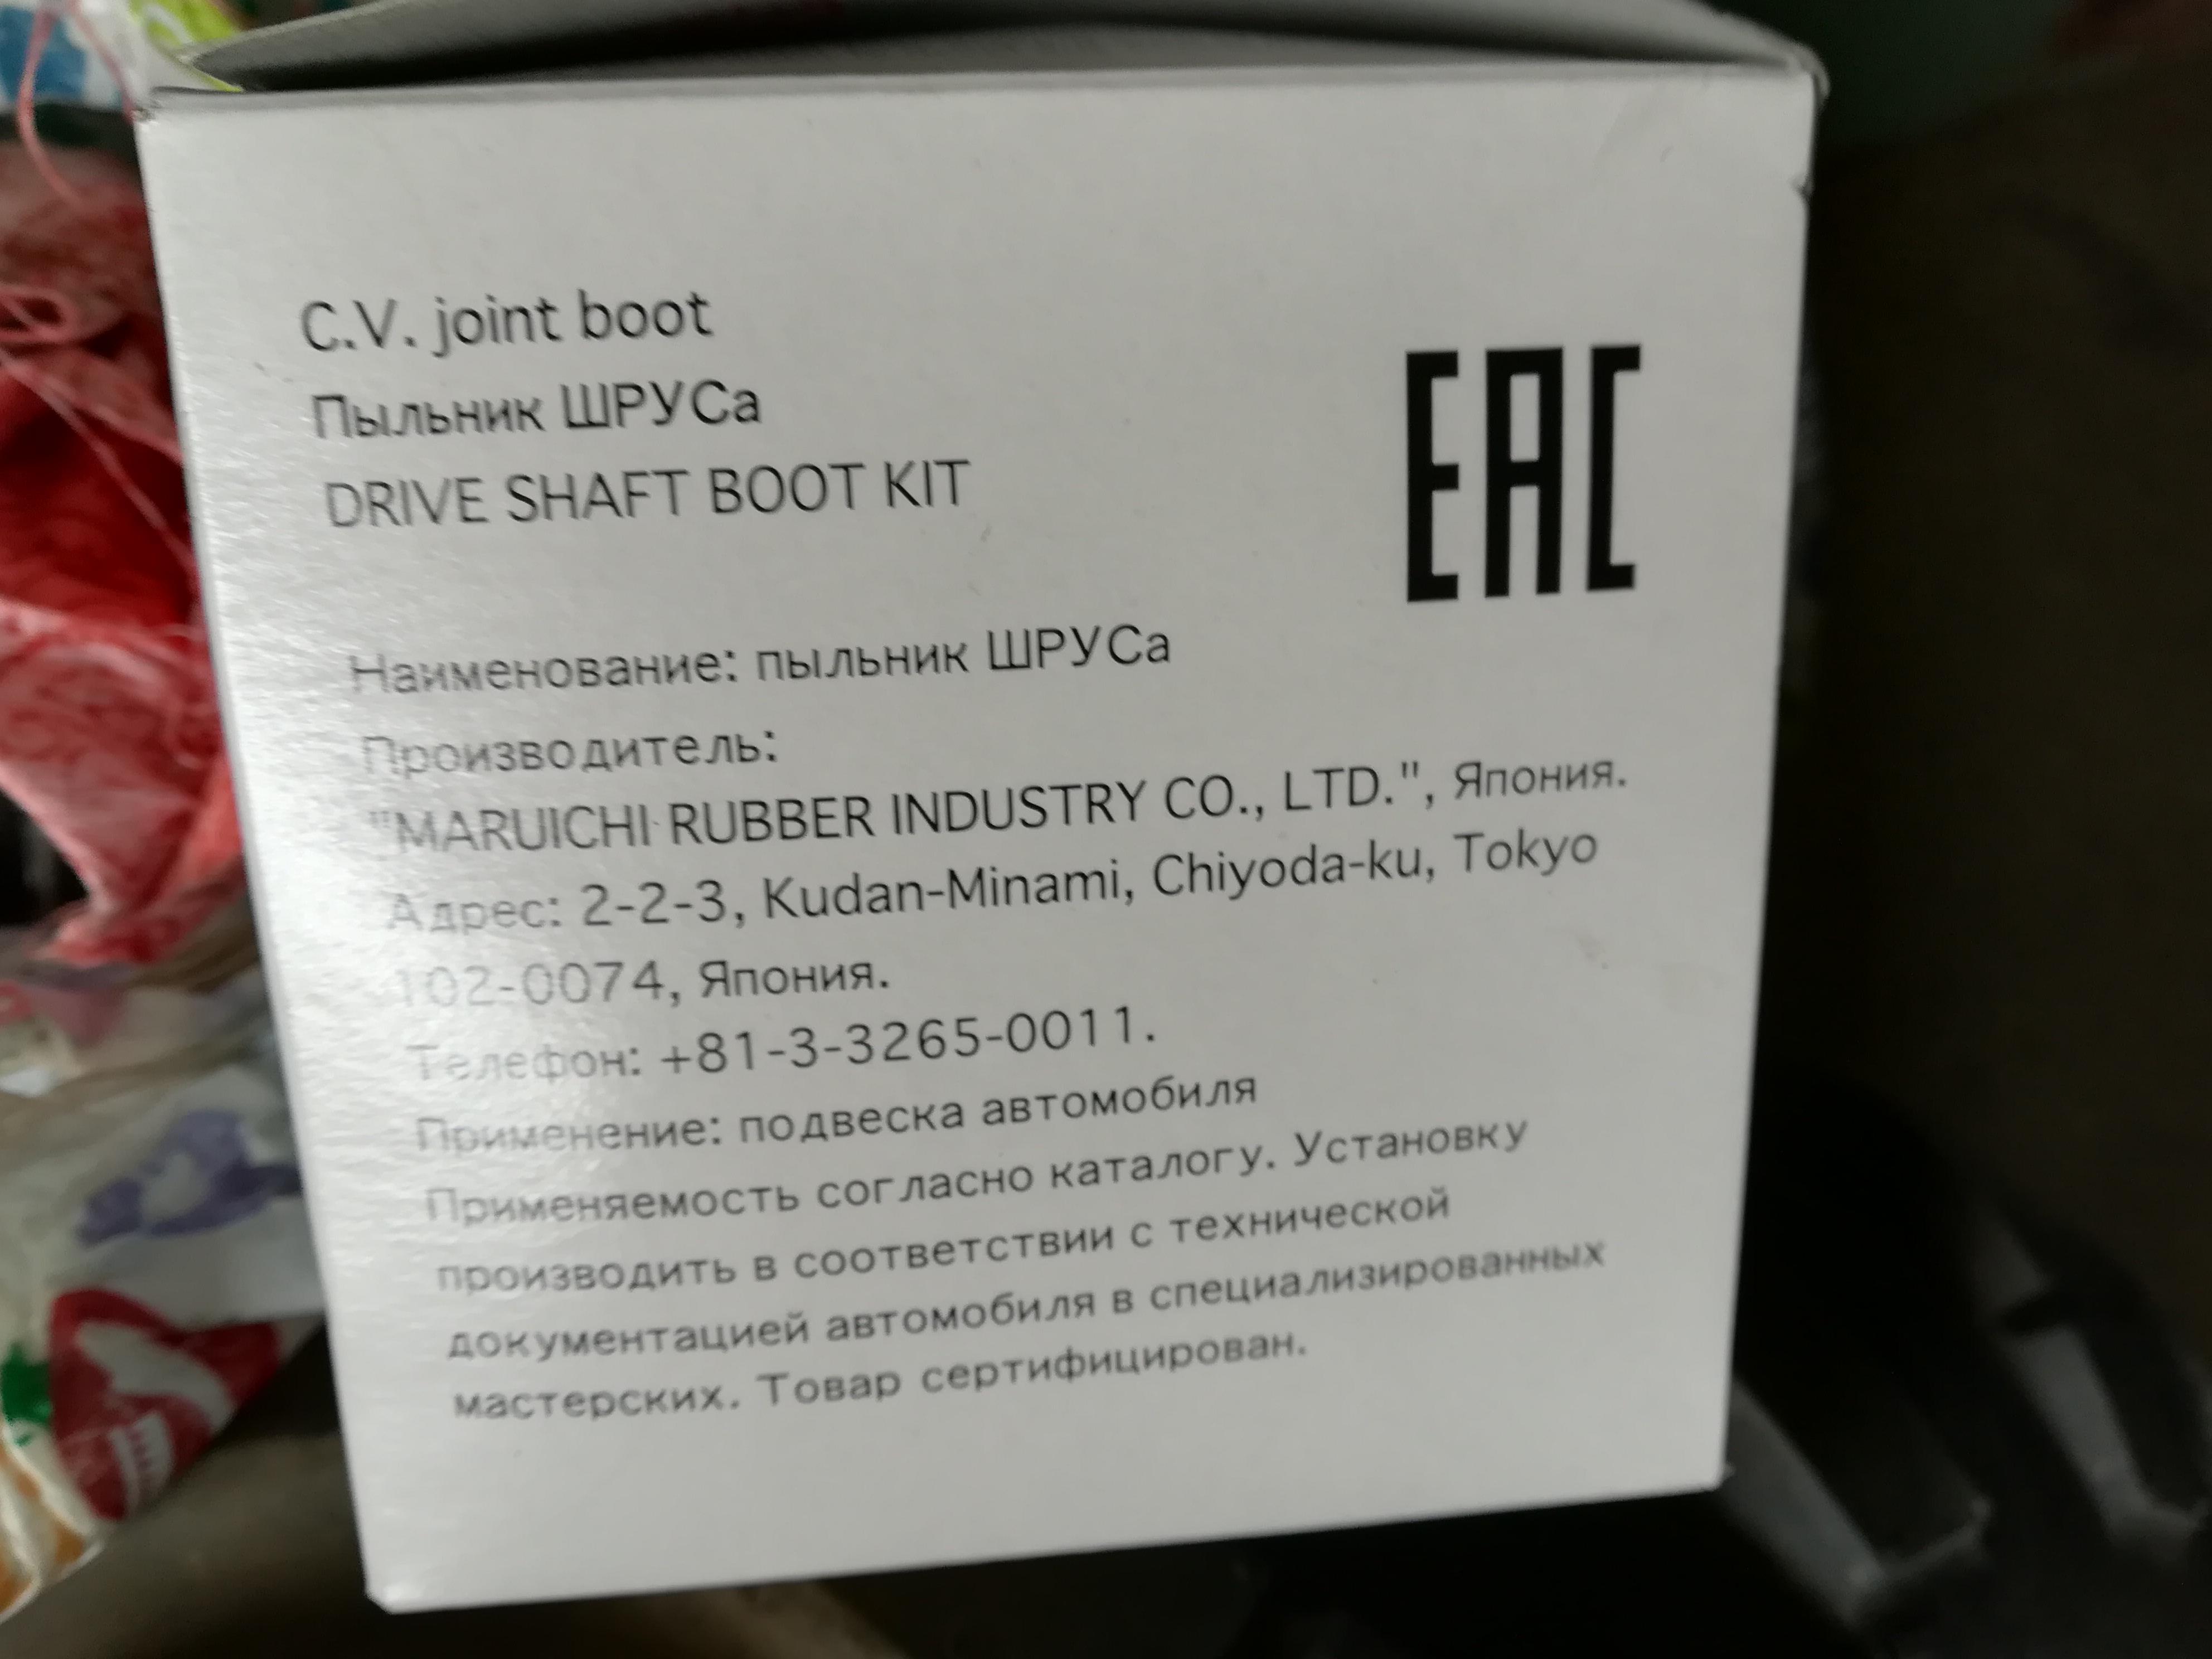 C.V. joint boot
Пыльник ШРУСа
DRIVE SHAFT BOOT KIT
EAC
Наименование: пыльник ШРУСа
Производитель:
"MARUICHI RUBBER INDUSTRY CO., LTD.", Япония.
Адрес: 2-2-3, Kudan-Minami, Chiyoda-ku, Tokyo
102-0074, Япония.
Телефон: +81-3-3265-0011.
Применение: подвеска автомобиля
Применяемость согласно каталогу. Установку
производить в соответствии с технической
документацией автомобиля в специализированных
мастерских. Товар сертифицирован.